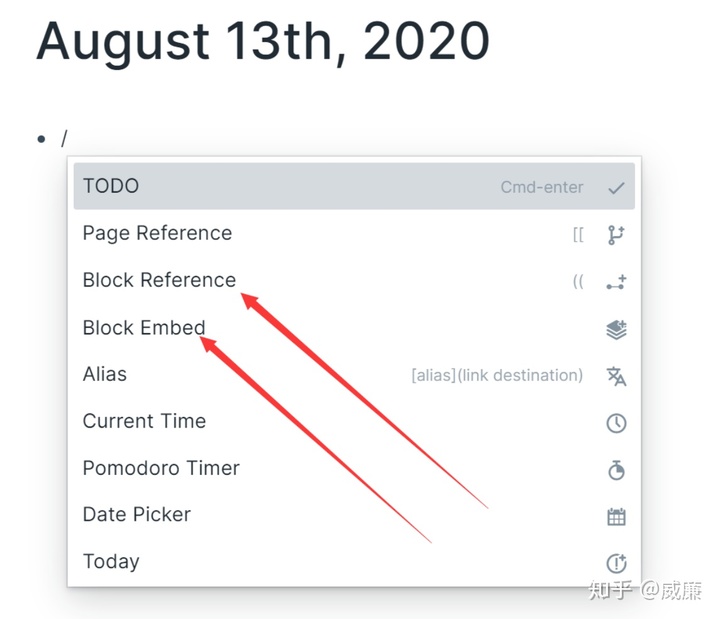 August 13th, 2020
/
TODO Cmd-enter
Page Reference [[
Block Reference ((
Block Embed
Alias [alias](link destination)
Current Time
Pomodoro Timer
Date Picker
Today
知乎 @威廉